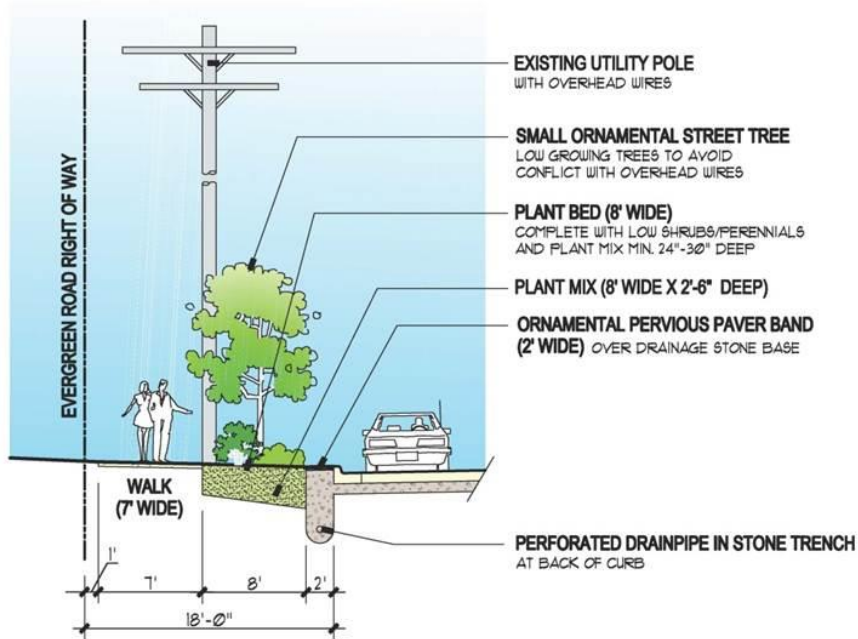 EXISTING UTILITY POLE
WITH OVERHEAD WIRES
SMALL ORNAMENTAL STREET TREE
LOW GROWING TREES TO AVOID
CONFLICT WITH OVERHEAD WIRES
PLANT BED (8' WIDE)
COMPLETE WITH LOW SHRUBS/PERENNIALS
AND PLANT MIX MIN. 24"-30" DEEP
PLANT MIX (8' WIDE X 2'-6" DEEP)
ORNAMENTAL PERVIOUS PAVER BAND
(2' WIDE) OVER DRAINAGE STONE BASE
EVERGREEN ROAD RIGHT OF WAY
WALK
(7' WIDE)
PERFORATED DRAINPIPE IN STONE TRENCH
AT BACK OF CURB
1'
7'
8'
2'
18'-0"